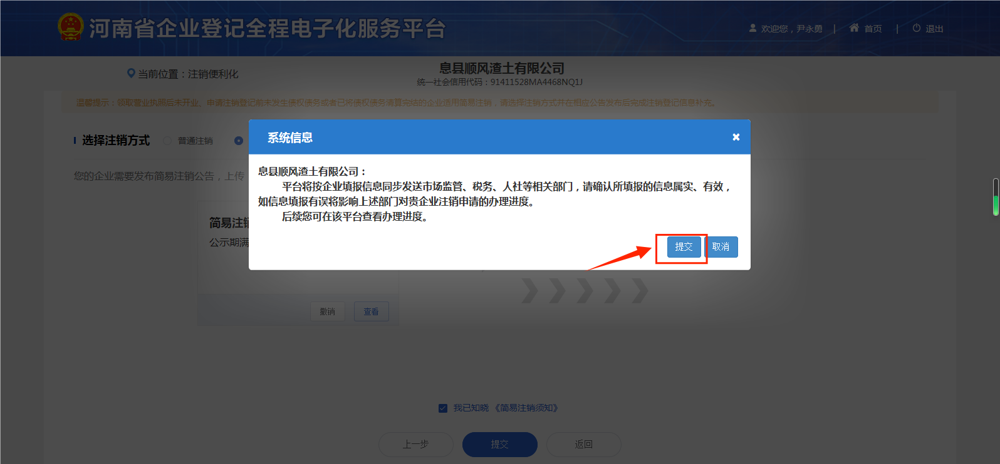 河南省企业登记全程电子化服务平台
欢迎您，尹永勇 | 首页 | 退出
当前位置：注销便利化
息县顺风渣土有限公司
统一社会信用代码：91411528MA4468NQ1J
温馨提示：领取营业执照后未开业、申请注销登记前未发生债权债务或者已将债权债务清算完结的企业适用简易注销，请选择注销方式并在相应公告发布后完成注销登记信息补充。
选择注销方式 普通注销
您的企业需要发布简易注销公告，上传
系统信息
息县顺风渣土有限公司：
平台将按企业填报信息同步发送市场监管、税务、人社等相关部门，请确认所填报的信息属实、有效，
如信息填报有误将影响上述部门对贵企业注销申请的办理进度。
后续您可在该平台查看办理进度。
提交 取消
简易注销
公示期满
撤销 查看
我已知晓 《简易注销须知》
上一步 提交 返回